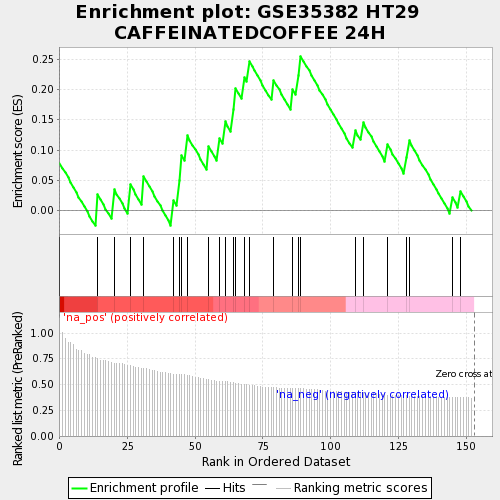 Enrichment plot: GSE35382 HT29
CAFFEINATEDCOFFEE 24H
Enrichment score (ES)
0.25
0.20
0.15
0.10
0.05
0.00
'na_pos' (positively correlated)
Ranked list metric (PreRanked)
1.00
0.75
0.50
0.25
0.00
Zero cross at
'na_neg' (negatively correlated)
0
25
50
75
100
125
150
Rank in Ordered Dataset
Enrichment profile
Hits
Ranking metric scores